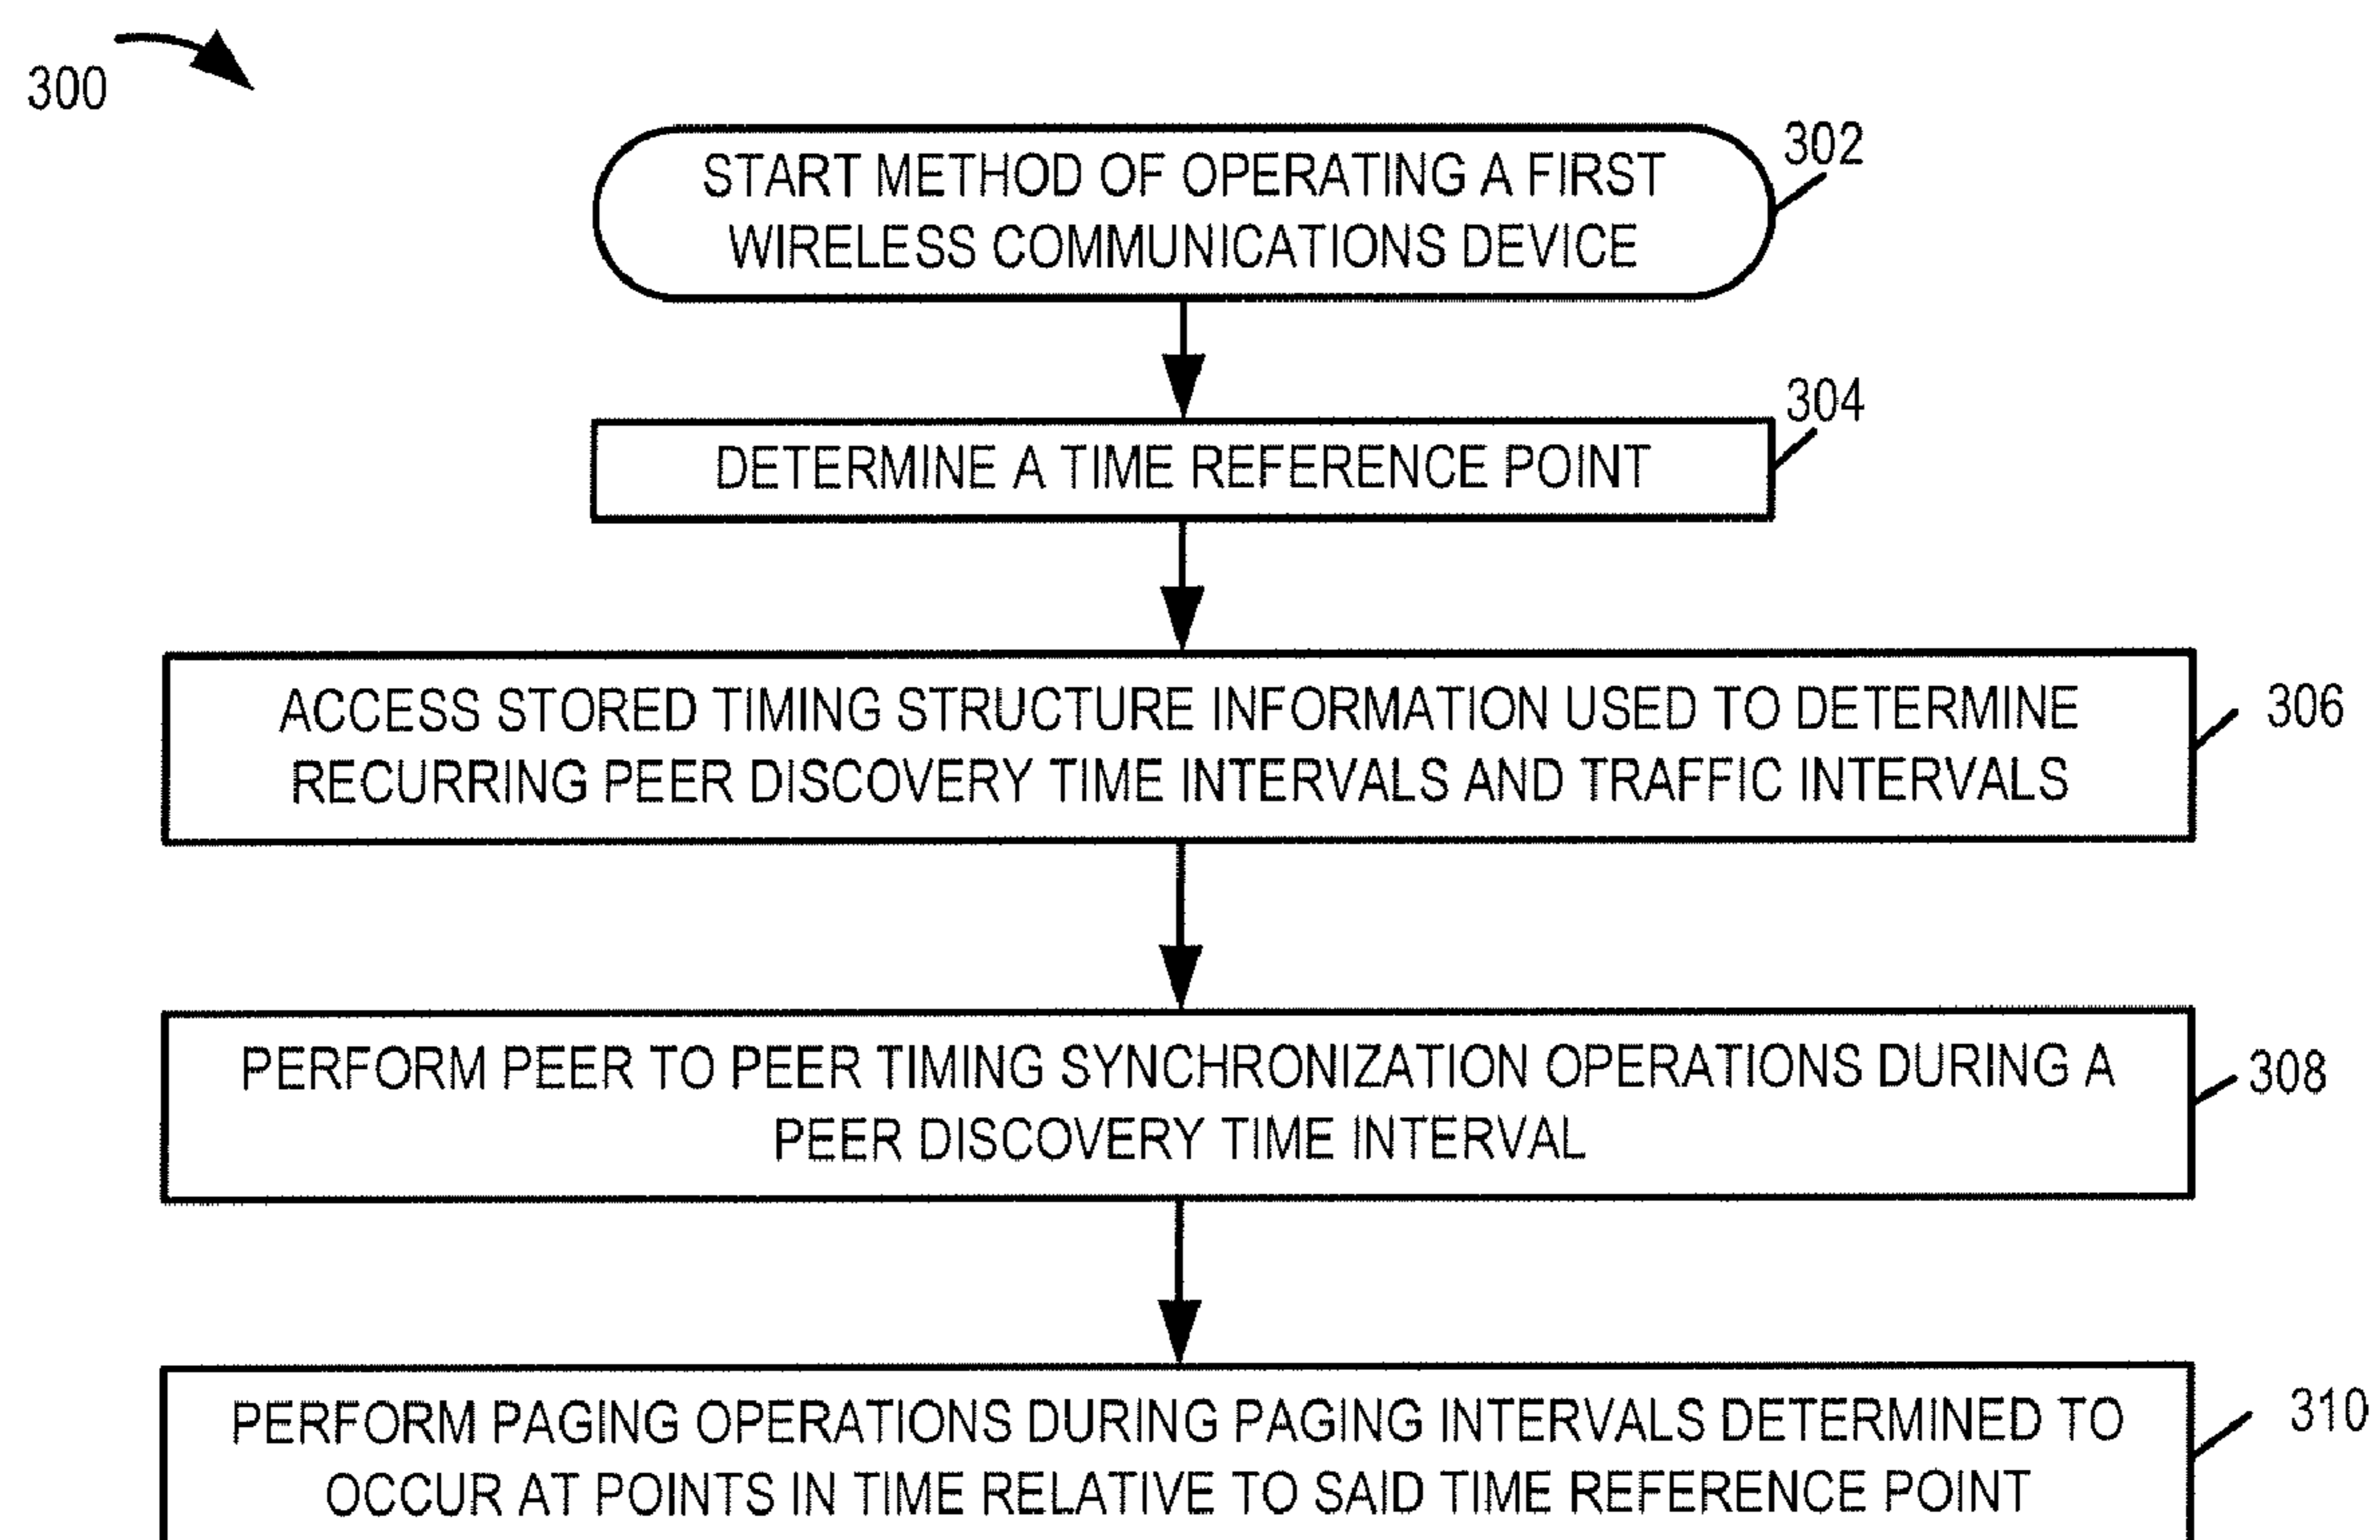 300
START METHOD OF OPERATING A FIRST
WIRELESS COMMUNICATIONS DEVICE
302
DETERMINE A TIME REFERENCE POINT
304
ACCESS STORED TIMING STRUCTURE INFORMATION USED TO DETERMINE
RECURRING PEER DISCOVERY TIME INTERVALS AND TRAFFIC INTERVALS
306
PERFORM PEER TO PEER TIMING SYNCHRONIZATION OPERATIONS DURING A
PEER DISCOVERY TIME INTERVAL
308
PERFORM PAGING OPERATIONS DURING PAGING INTERVALS DETERMINED TO
OCCUR AT POINTS IN TIME RELATIVE TO SAID TIME REFERENCE POINT
310